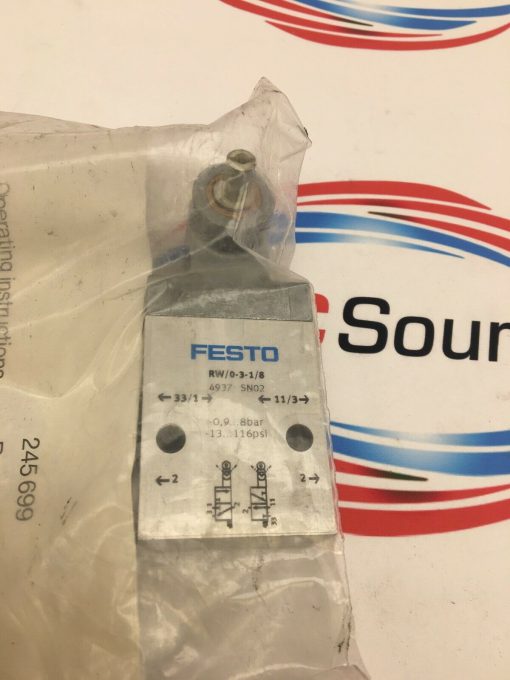 FESTO
RW/0-3-1/8
4937 SN02
←33/1→ ←11/3→
-0,9...8bar
-13...116psi
←2 2→
Operating instructions
245 699
C Sour